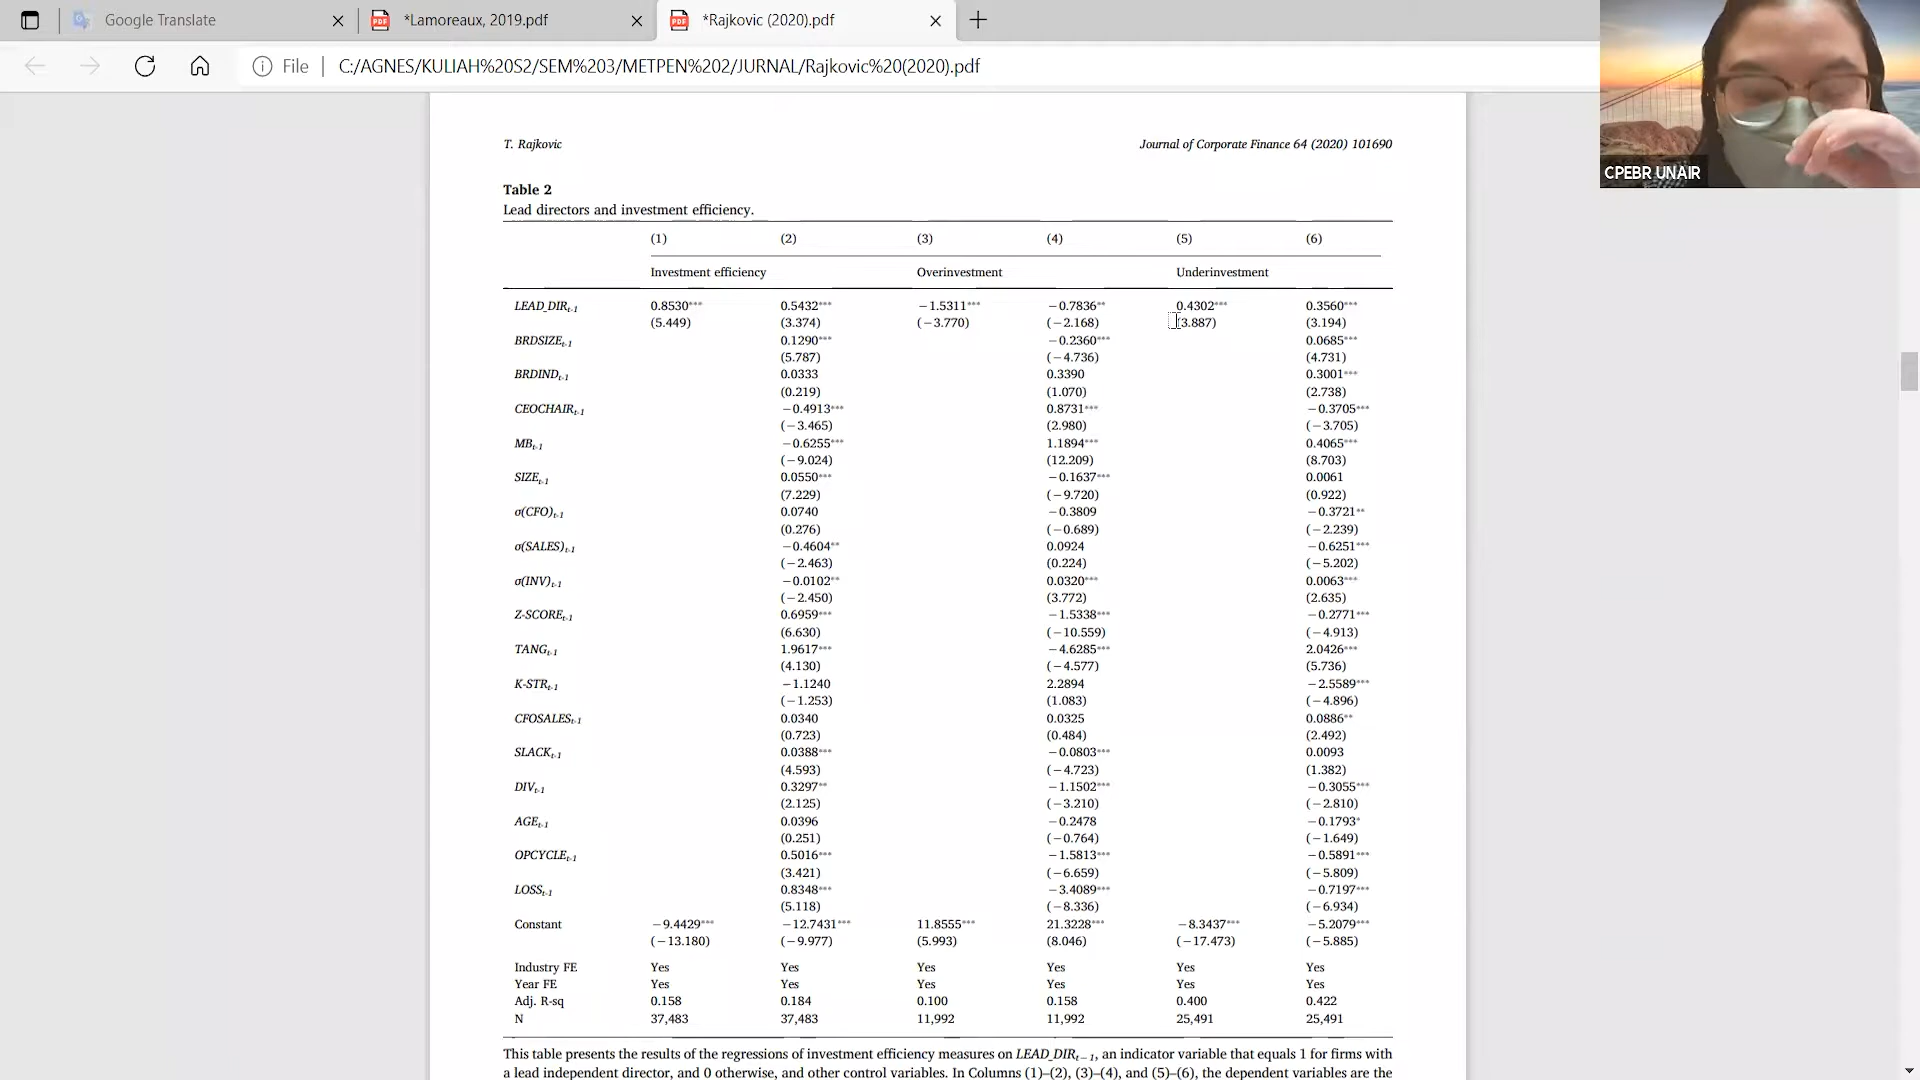 Google Translate
*Lamoreaux, 2019.pdf
*Rajkovic (2020).pdf
File
C:/AGNES/KULIAH%20S2/SEM%203/METPEN%202/JURNAL/Rajkovic%20(2020).pdf
CPEBR UNAIR
T. Rajkovic Journal of Corporate Finance 64 (2020) 101690
Table 2
Lead directors and investment efficiency.
(1) (2) (3) (4) (5) (6)
Investment efficiency Overinvestment Underinvestment
LEAD_DIRt-1 0.8530*** 0.5432*** −1.5311*** −0.7836** 0.4302*** 0.3560***
(5.449) (3.374) (−3.770) (−2.168) (3.887) (3.194)
BRDSIZEt-1 0.1290*** −0.2360*** 0.0685***
(5.787) (−4.736) (4.731)
BRDINDt-1 0.0333 0.3390 0.3001***
(0.219) (1.070) (2.738)
CEOCHAIRt-1 −0.4913*** 0.8731*** −0.3705***
(−3.465) (2.980) (−3.705)
MBt-1 −0.6255*** 1.1894*** 0.4065***
(−9.024) (12.209) (8.703)
SIZEt-1 0.0550*** −0.1637*** 0.0061
(7.229) (−9.720) (0.922)
σ(CFO)t-1 0.0740 −0.3809 −0.3721**
(0.276) (−0.689) (−2.239)
σ(SALES)t-1 −0.4604** 0.0924 −0.6251***
(−2.463) (0.224) (−5.202)
σ(INV)t-1 −0.0102** 0.0320*** 0.0063***
(−2.450) (3.772) (2.635)
Z-SCOREt-1 0.6959*** −1.5338*** −0.2771***
(6.630) (−10.559) (−4.913)
TANGt-1 1.9617*** −4.6285*** 2.0426***
(4.130) (−4.577) (5.736)
K-STRt-1 −1.1240 2.2894 −2.5589***
(−1.253) (1.083) (−4.896)
CFOSALESt-1 0.0340 0.0325 0.0886**
(0.723) (0.484) (2.492)
SLACKt-1 0.0388*** −0.0803*** 0.0093
(4.593) (−4.723) (1.382)
DIVt-1 0.3297** −1.1502*** −0.3055***
(2.125) (−3.210) (−2.810)
AGEt-1 0.0396 −0.2478 −0.1793*
(0.251) (−0.764) (−1.649)
OPCYCLEt-1 0.5016*** −1.5813*** −0.5891***
(3.421) (−6.659) (−5.809)
LOSSt-1 0.8348*** −3.4089*** −0.7197***
(5.118) (−8.336) (−6.934)
Constant −9.4429*** −12.7431*** 11.8555*** 21.3228*** −8.3437*** −5.2079***
(−13.180) (−9.977) (5.993) (8.046) (−17.473) (−5.885)
Industry FE Yes Yes Yes Yes Yes Yes
Year FE Yes Yes Yes Yes Yes Yes
Adj. R-sq 0.158 0.184 0.100 0.158 0.400 0.422
N 37,483 37,483 11,992 11,992 25,491 25,491
This table presents the results of the regressions of investment efficiency measures on LEAD_DIRt−1, an indicator variable that equals 1 for firms with
a lead independent director, and 0 otherwise, and other control variables. In Columns (1)–(2), (3)–(4), and (5)–(6), the dependent variables are the